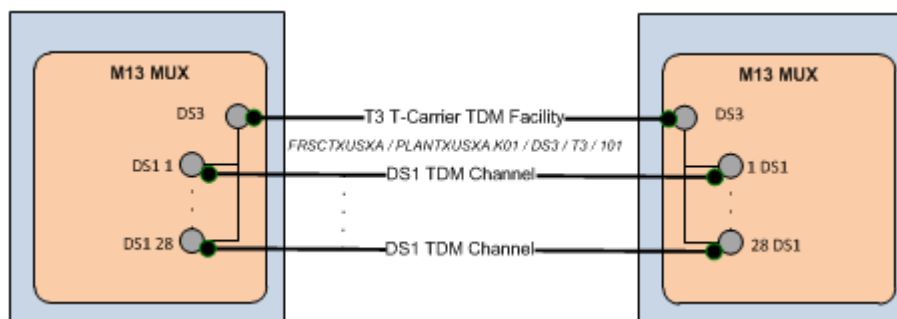 M13 MUX
M13 MUX
DS3
T3 T-Carrier TDM Facility
DS3
FRSCTXUSXA / PLANTXUSXA K01 / DS3 / T3 / 101
DS1 1
DS1 TDM Channel
1 DS1
DS1 28
DS1 TDM Channel
28 DS1